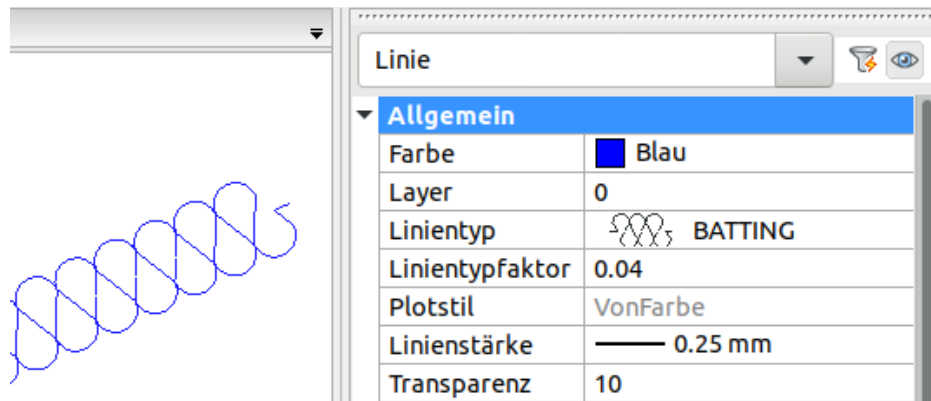 Linie
Allgemein
Farbe Blau
Layer 0
Linientyp BATTING
Linientypfaktor 0.04
Plotstil VonFarbe
Linienstärke 0.25 mm
Transparenz 10